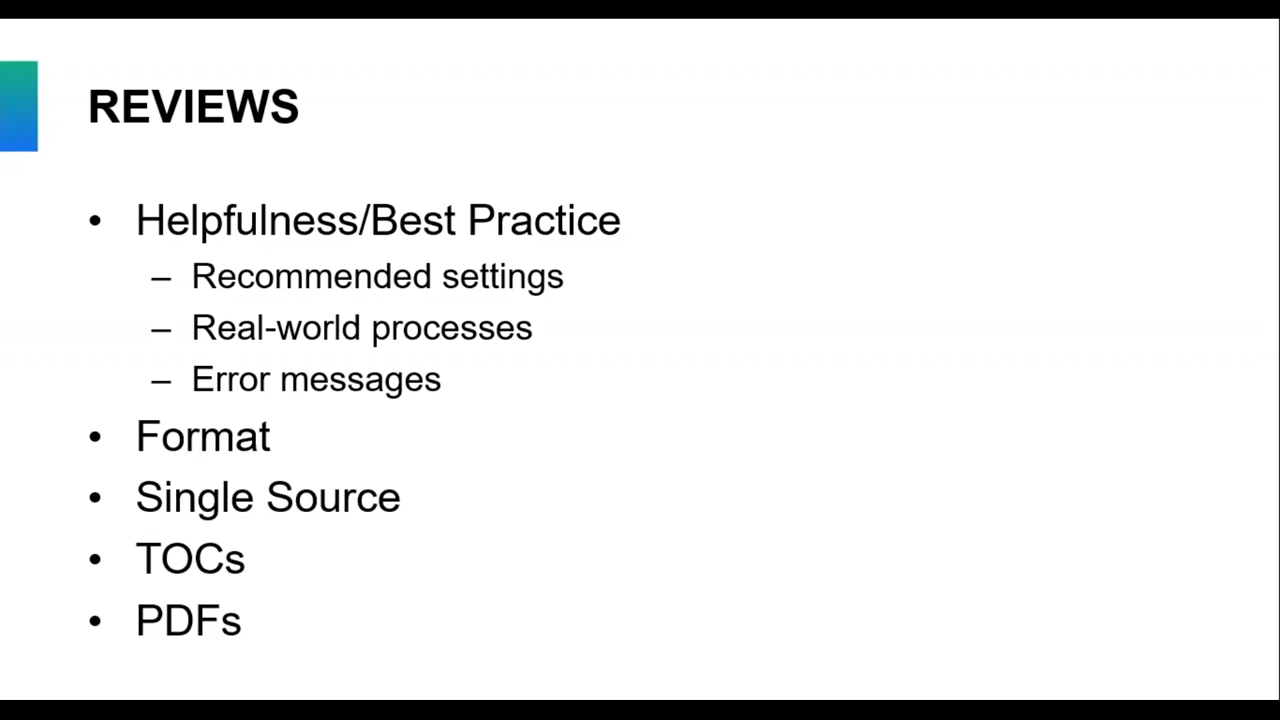 REVIEWS
• Helpfulness/Best Practice
– Recommended settings
– Real-world processes
– Error messages
• Format
• Single Source
• TOCs
• PDFs